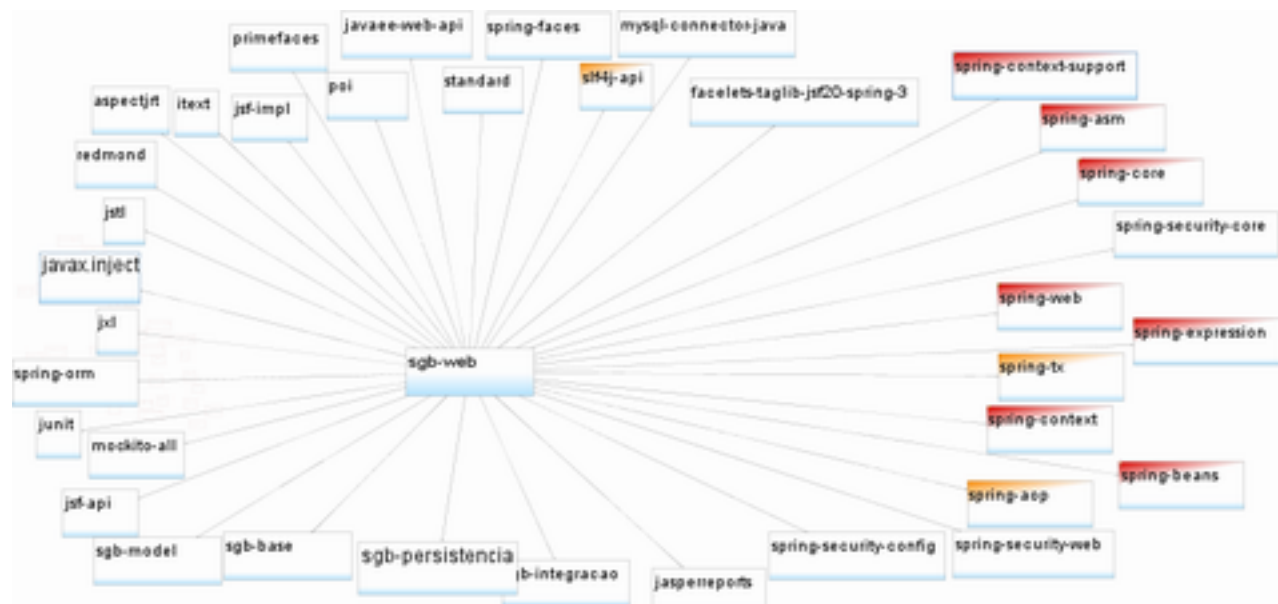 javaee-web-api
spring-faces
mysql-connector-java
primefaces
spring-context-support
slf4j-api
standard
poi
facelets-taglib-jsf20-spring-3
aspectjrt
itext
jsf-impl
spring-asm
redmond
spring-core
jstl
spring-security-core
javax.inject
spring-web
jxl
spring-expression
sgb-web
spring-tx
spring-orm
junit
spring-context
mockito-all
spring-beans
spring-aop
jsf-api
sgb-model
sgb-base
sgb-persistencia
spring-security-config
spring-security-web
gb-integracao
jasperreports